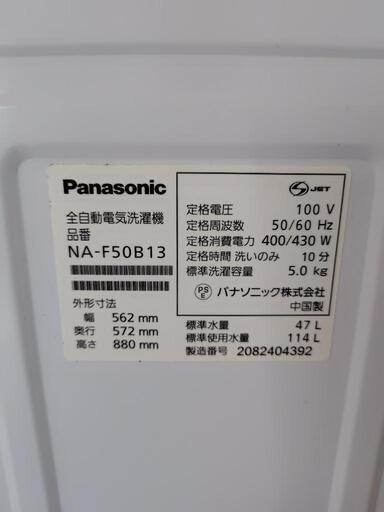 Panasonic
全自動電気洗濯機
品番
NA-F50B13
外形寸法
幅 562 mm
奥行 572 mm
高さ 880 mm
JET
定格電圧 100 V
定格周波数 50/60 Hz
定格消費電力 400/430 W
定格時間 洗いのみ 10 分
標準洗濯容量 5.0 kg
PS E パナソニック株式会社
中国製
標準水量 47 L
標準使用水量 114 L
製造番号 2082404392